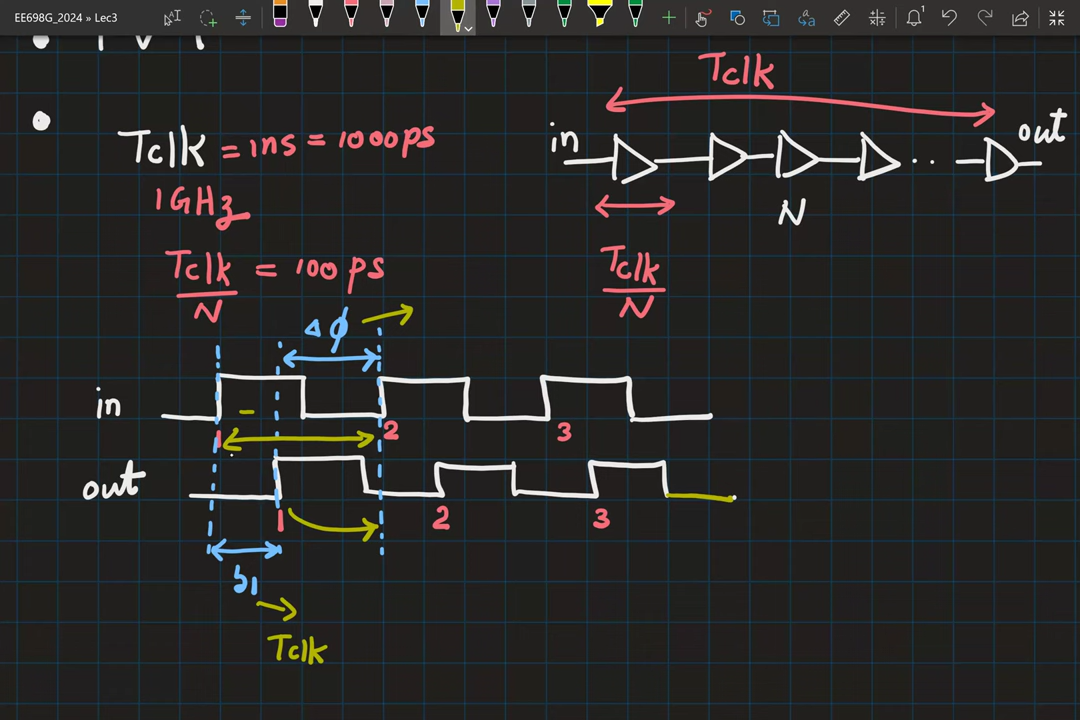 EE698G_2024 » Lec3
Tclk = 1ns = 1000ps
1GHz
Tclk/N = 100 ps
Tclk
in
out
N
Tclk/N
Δϕ
in
1
2
3
out
1
2
3
Tclk